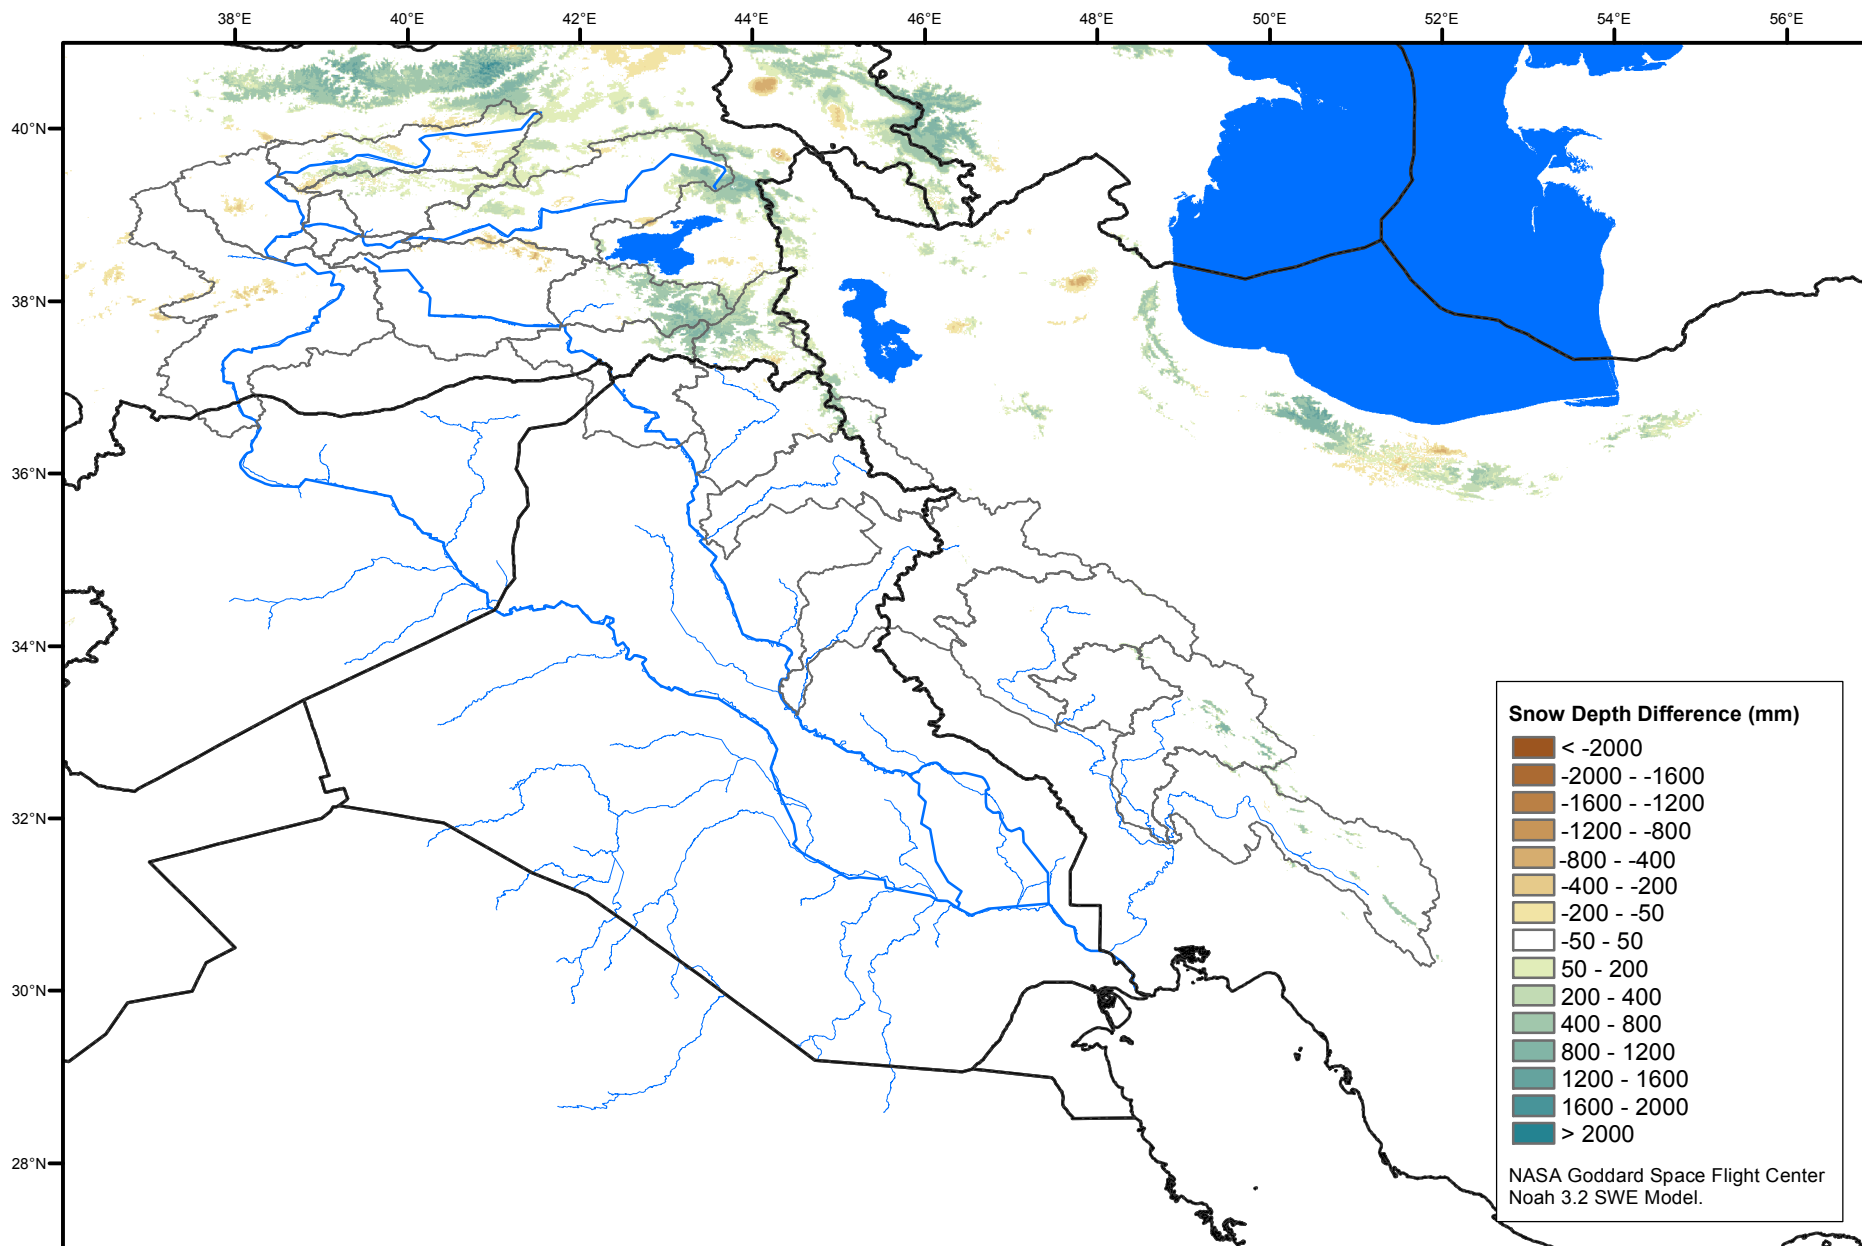 38°E 40°E 42°E 44°E 46°E 48°E 50°E 52°E 54°E 56°E
40°N
38°N
36°N
34°N
32°N
30°N
28°N
Snow Depth Difference (mm)
< -2000
-2000 - -1600
-1600 - -1200
-1200 - -800
-800 - -400
-400 - -200
-200 - -50
-50 - 50
50 - 200
200 - 400
400 - 800
800 - 1200
1200 - 1600
1600 - 2000
> 2000
NASA Goddard Space Flight Center
Noah 3.2 SWE Model.